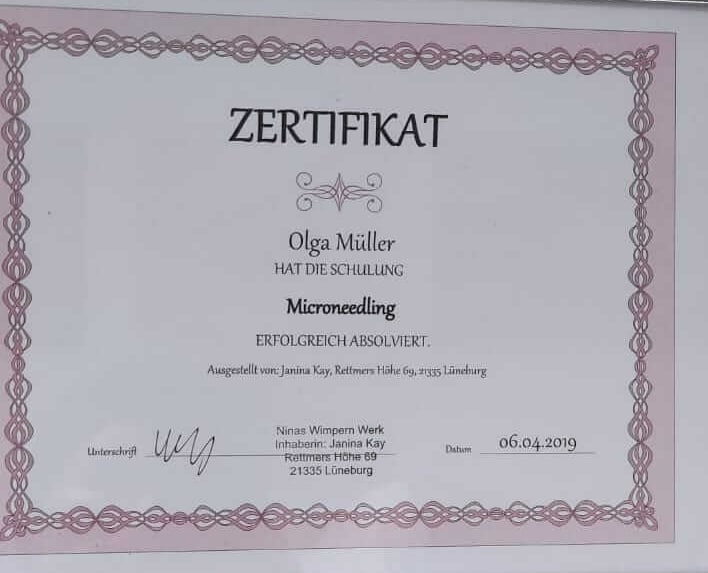 ZERTIFIKAT
Olga Müller
HAT DIE SCHULUNG
Microneedling
ERFOLGREICH ABSOLVIERT.
Ausgestellt von: Janina Kay, Rettmers Höhe 69, 21335 Lüneburg
Ninas Wimpern Werk
Inhaberin: Janina Kay
Unterschrift Rettmers Höhe 69
21335 Lüneburg
Datum 06.04.2019